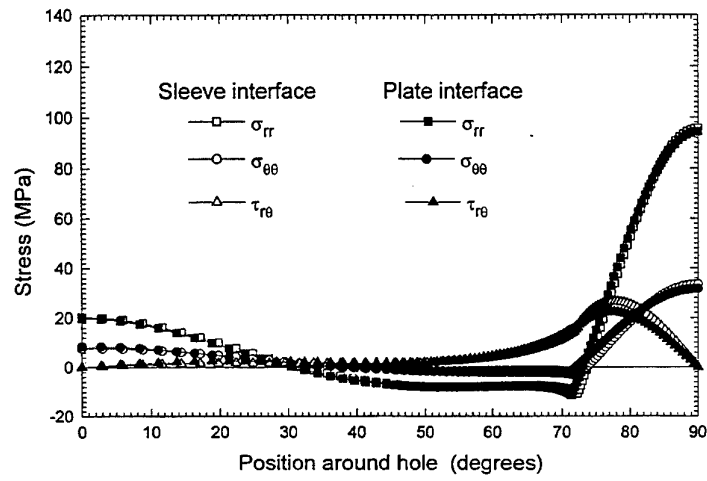 140
120
100
80
60
40
20
0
-20
Stress (MPa)
Sleeve interface
σrr
σθθ
τrθ
Plate interface
σrr
σθθ
τrθ
0 10 20 30 40 50 60 70 80 90
Position around hole (degrees)